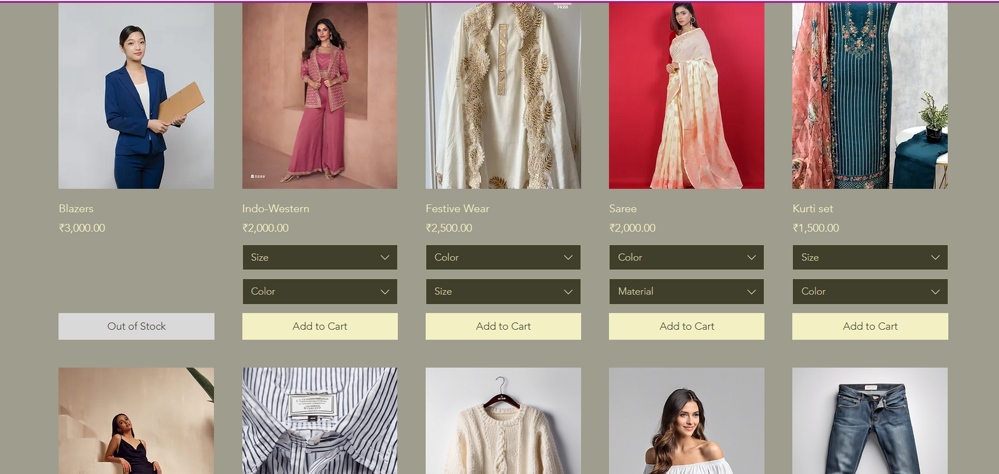 7428
5299
Blazers
₹3,000.00
Out of Stock
Indo-Western
₹2,000.00
Size
Color
Add to Cart
Festive Wear
₹2,500.00
Color
Size
Add to Cart
Saree
₹2,000.00
Color
Material
Add to Cart
Kurti set
₹1,500.00
Size
Color
Add to Cart